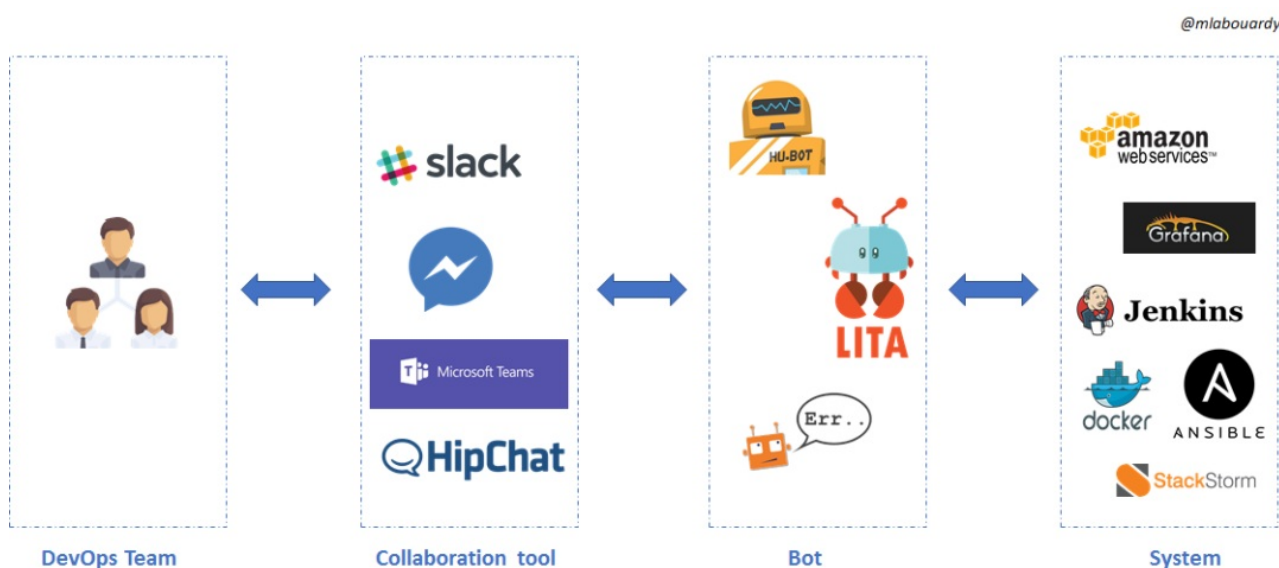 @mlabouardy
slack
Microsoft Teams
HipChat
HU-BOT
LITA
Err..
amazon
webservices™
Grafana
Jenkins
docker
ANSIBLE
StackStorm
DevOps Team
Collaboration tool
Bot
System